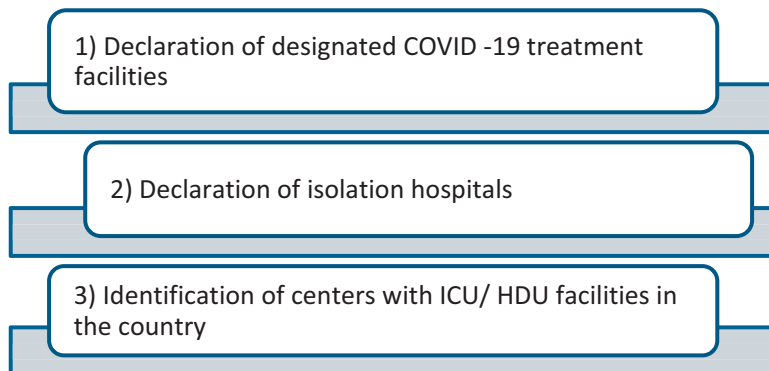 1) Declaration of designated COVID -19 treatment
facilities
2) Declaration of isolation hospitals
3) Identification of centers with ICU/ HDU facilities in
the country